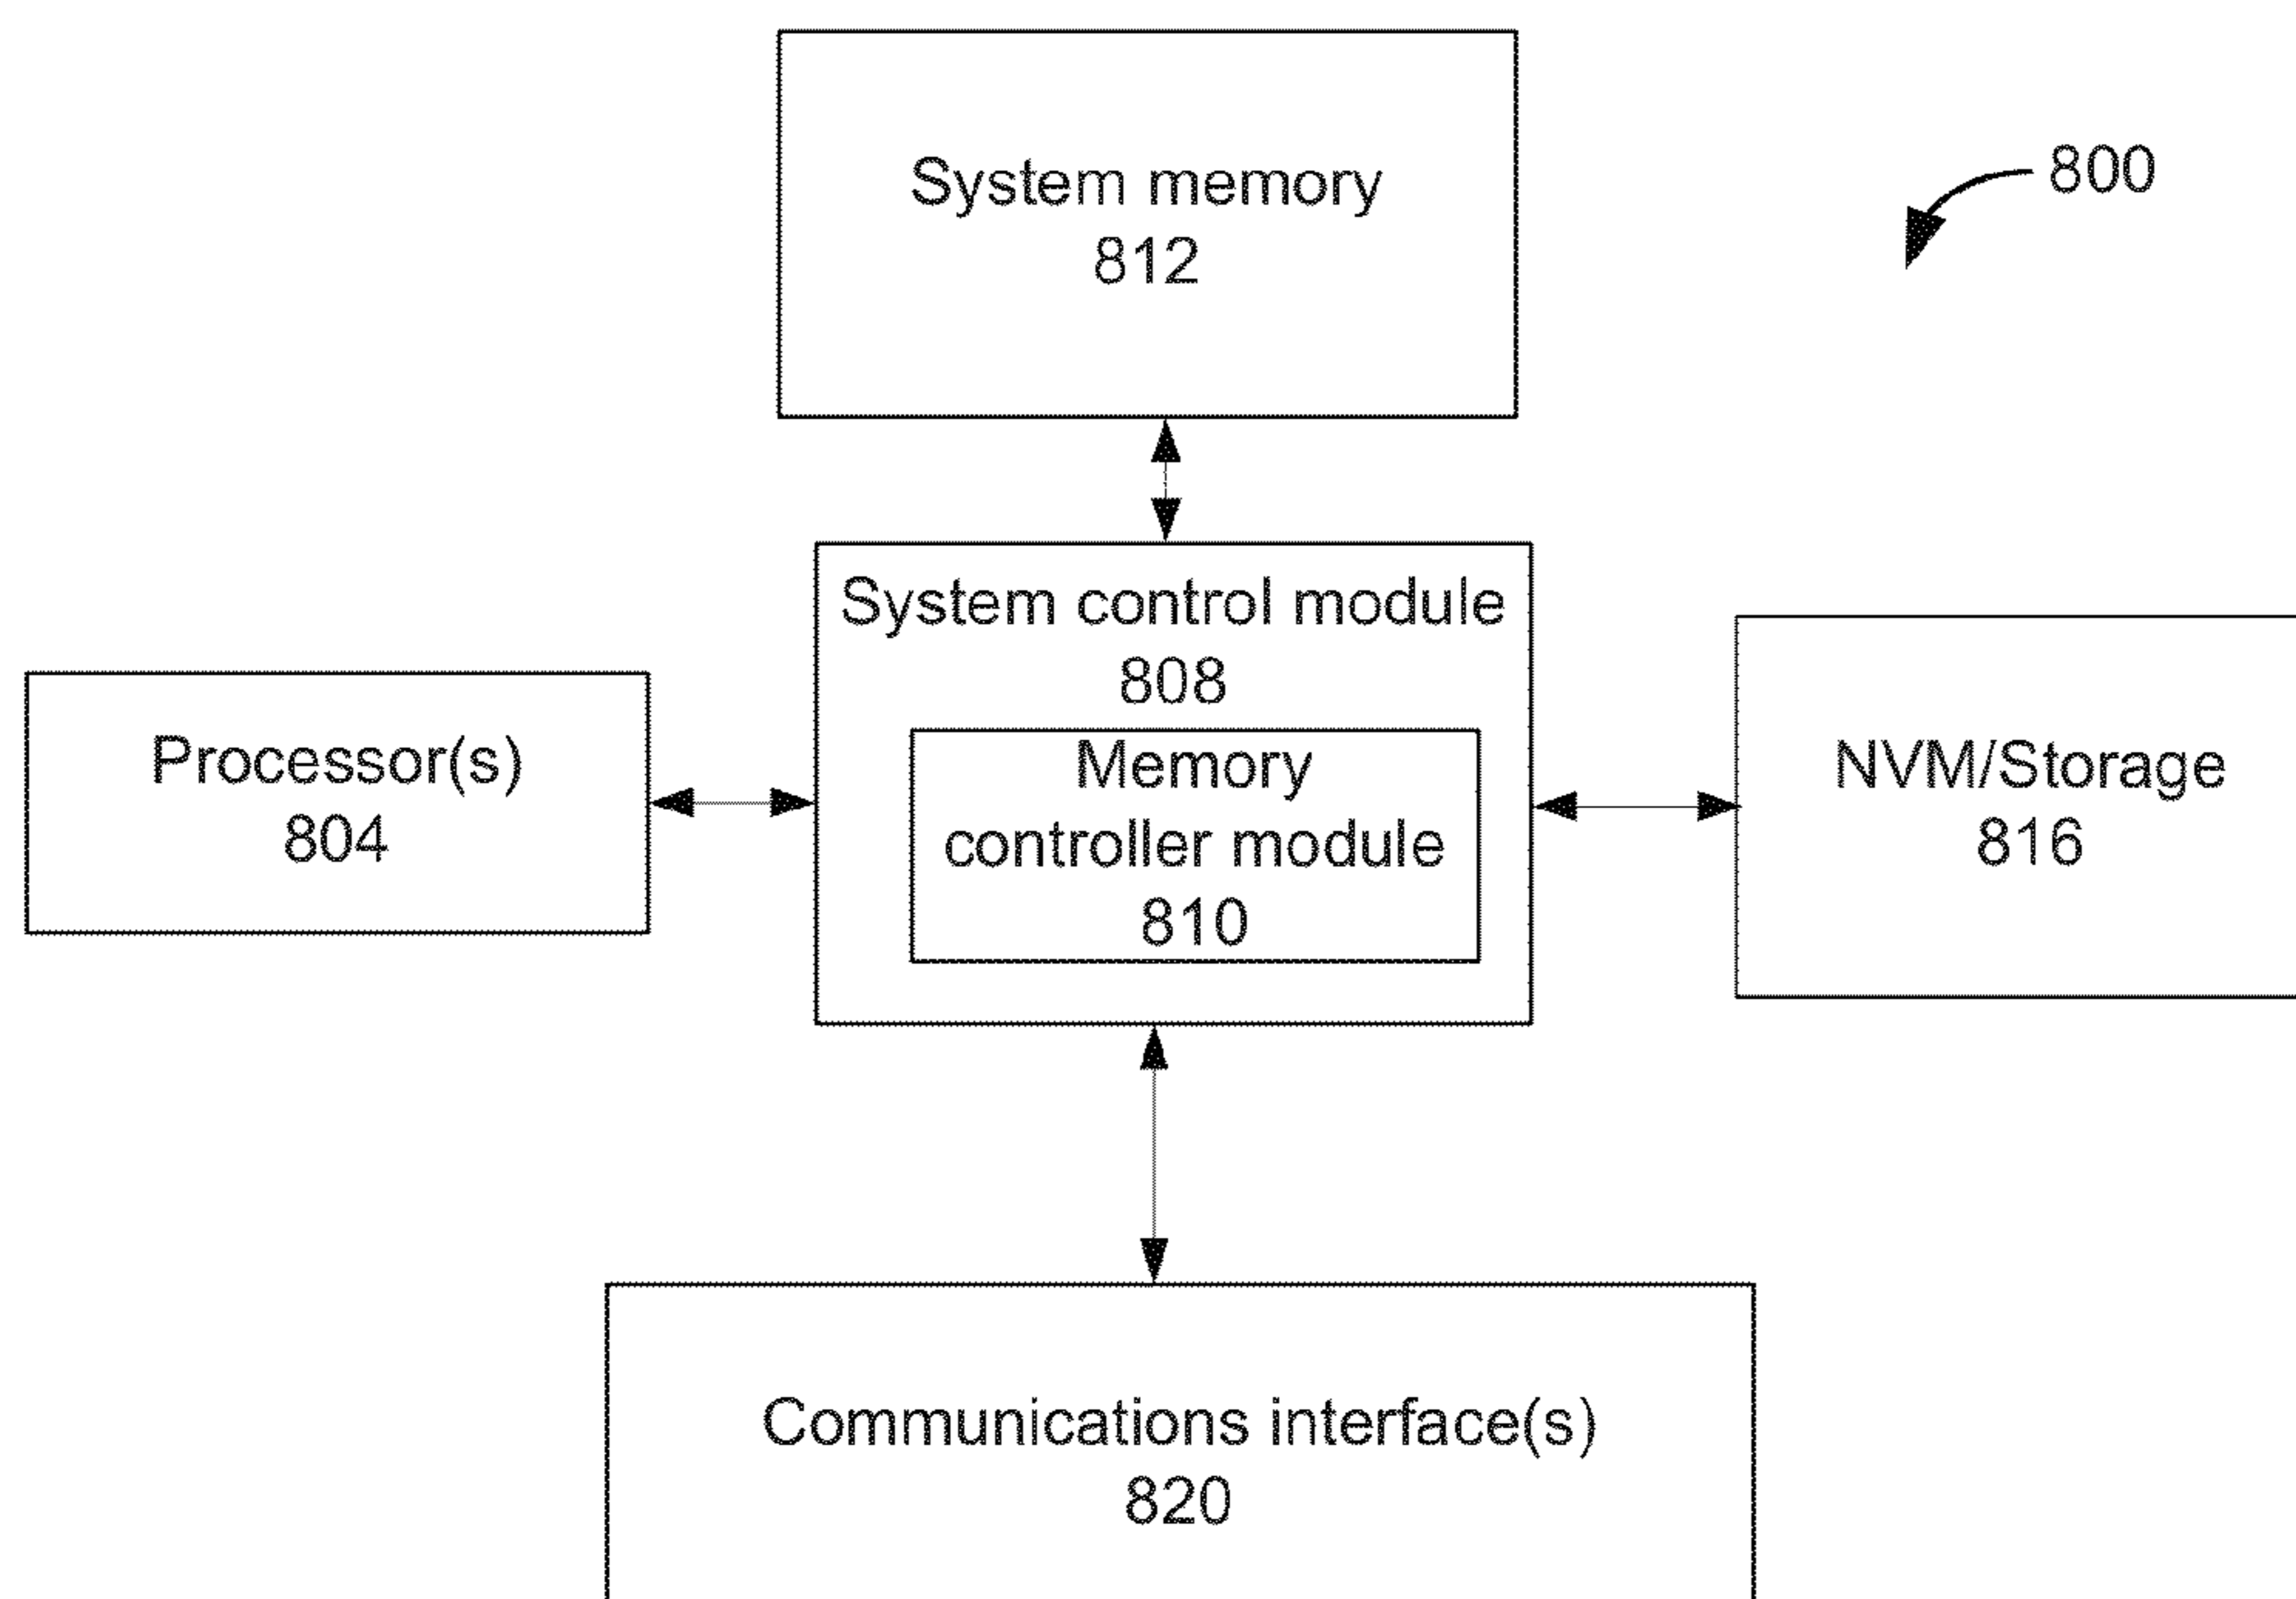 System memory
812
800
System control module
808
Processor(s)
804
Memory
controller module
810
NVM/Storage
816
Communications interface(s)
820